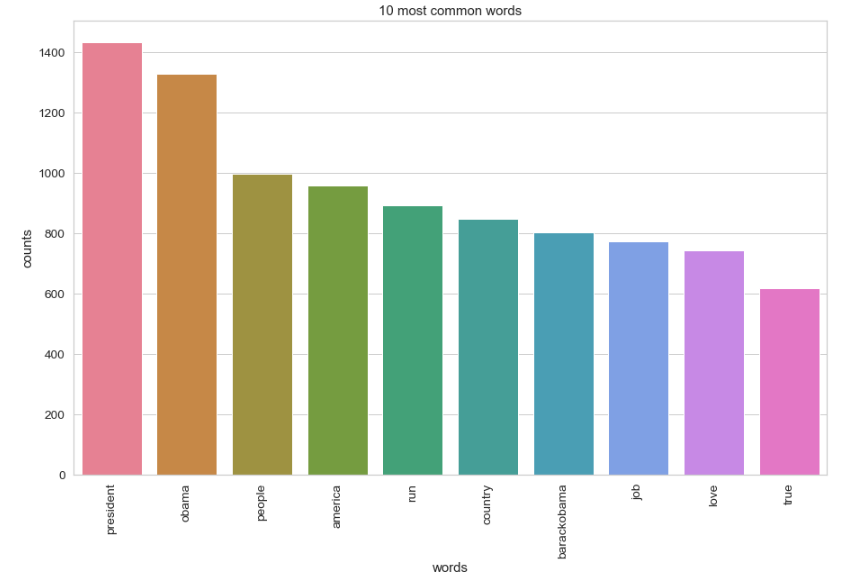 10 most common words
counts
1400
1200
1000
800
600
400
200
0
president
obama
people
america
run
country
barackobama
job
love
true
words